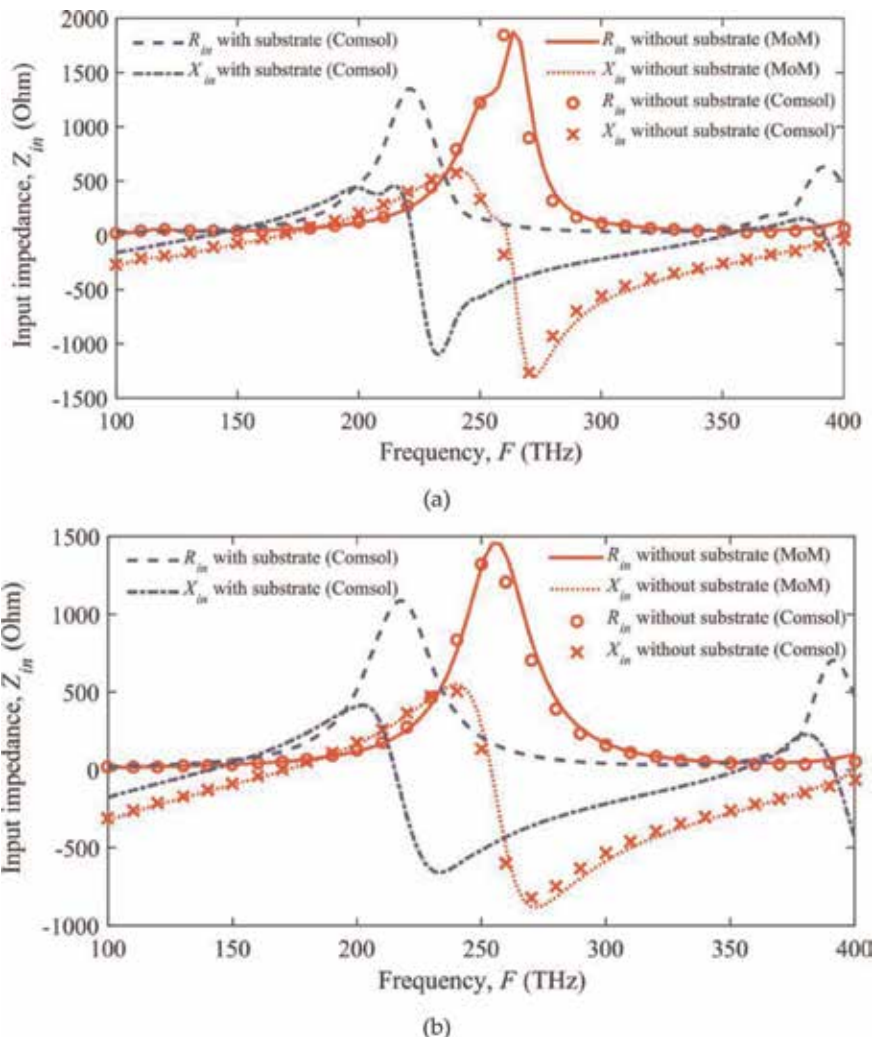 2000
1500
1000
500
0
-500
-1000
-1500
Input impedance, Z_in (Ohm)
R_in with substrate (Comsol)
X_in with substrate (Comsol)
R_in without substrate (MoM)
X_in without substrate (MoM)
R_in without substrate (Comsol)
X_in without substrate (Comsol)
100 150 200 250 300 350 400
Frequency, F (THz)
(a)
1500
1000
500
0
-500
-1000
Input impedance, Z_in (Ohm)
R_in with substrate (Comsol)
X_in with substrate (Comsol)
R_in without substrate (MoM)
X_in without substrate (MoM)
R_in without substrate (Comsol)
X_in without substrate (Comsol)
100 150 200 250 300 350 400
Frequency, F (THz)
(b)